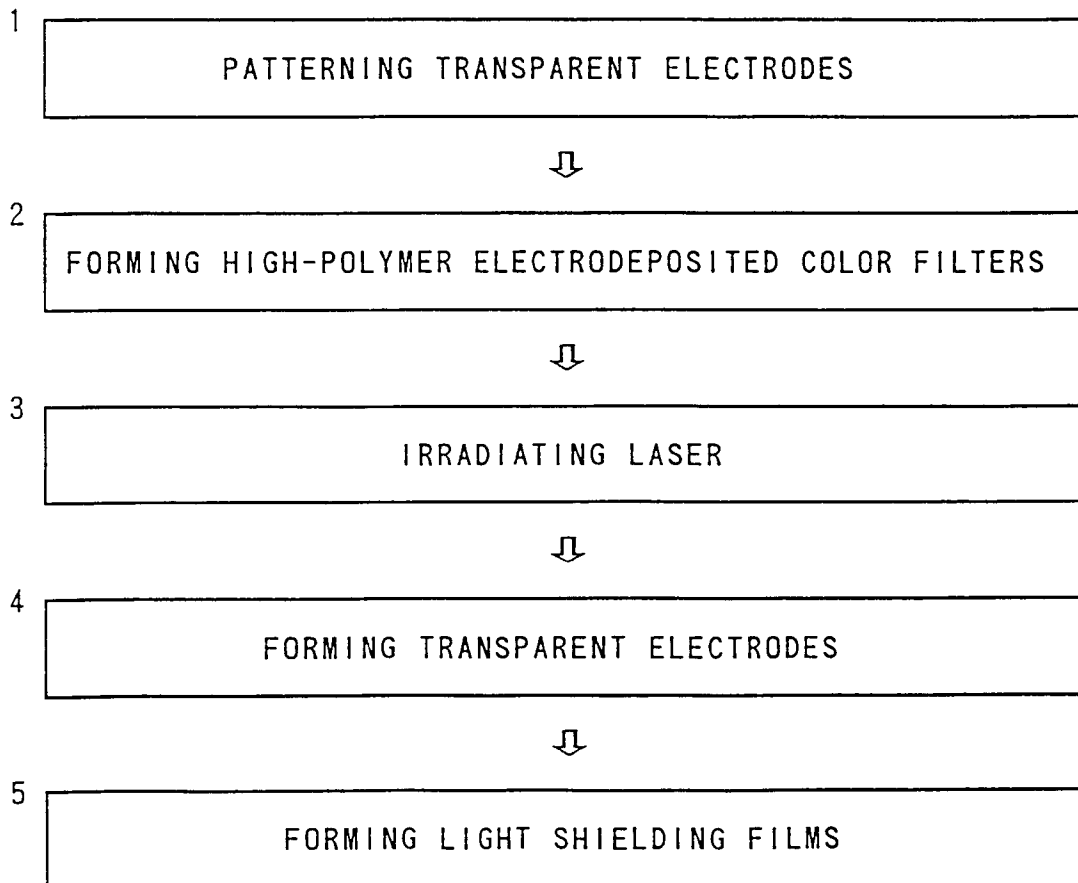 1
PATTERNING TRANSPARENT ELECTRODES
2
FORMING HIGH-POLYMER ELECTRODEPOSITED COLOR FILTERS
3
IRRADIATING LASER
4
FORMING TRANSPARENT ELECTRODES
5
FORMING LIGHT SHIELDING FILMS